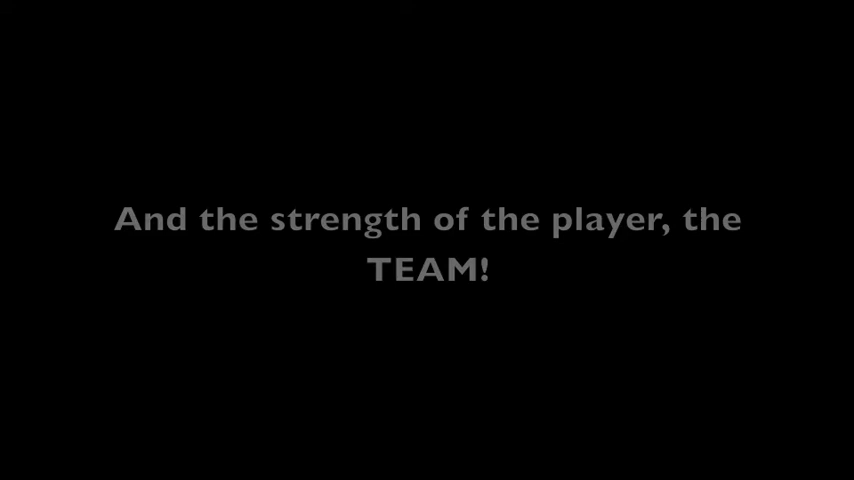 And the strength of the player, the
TEAM!